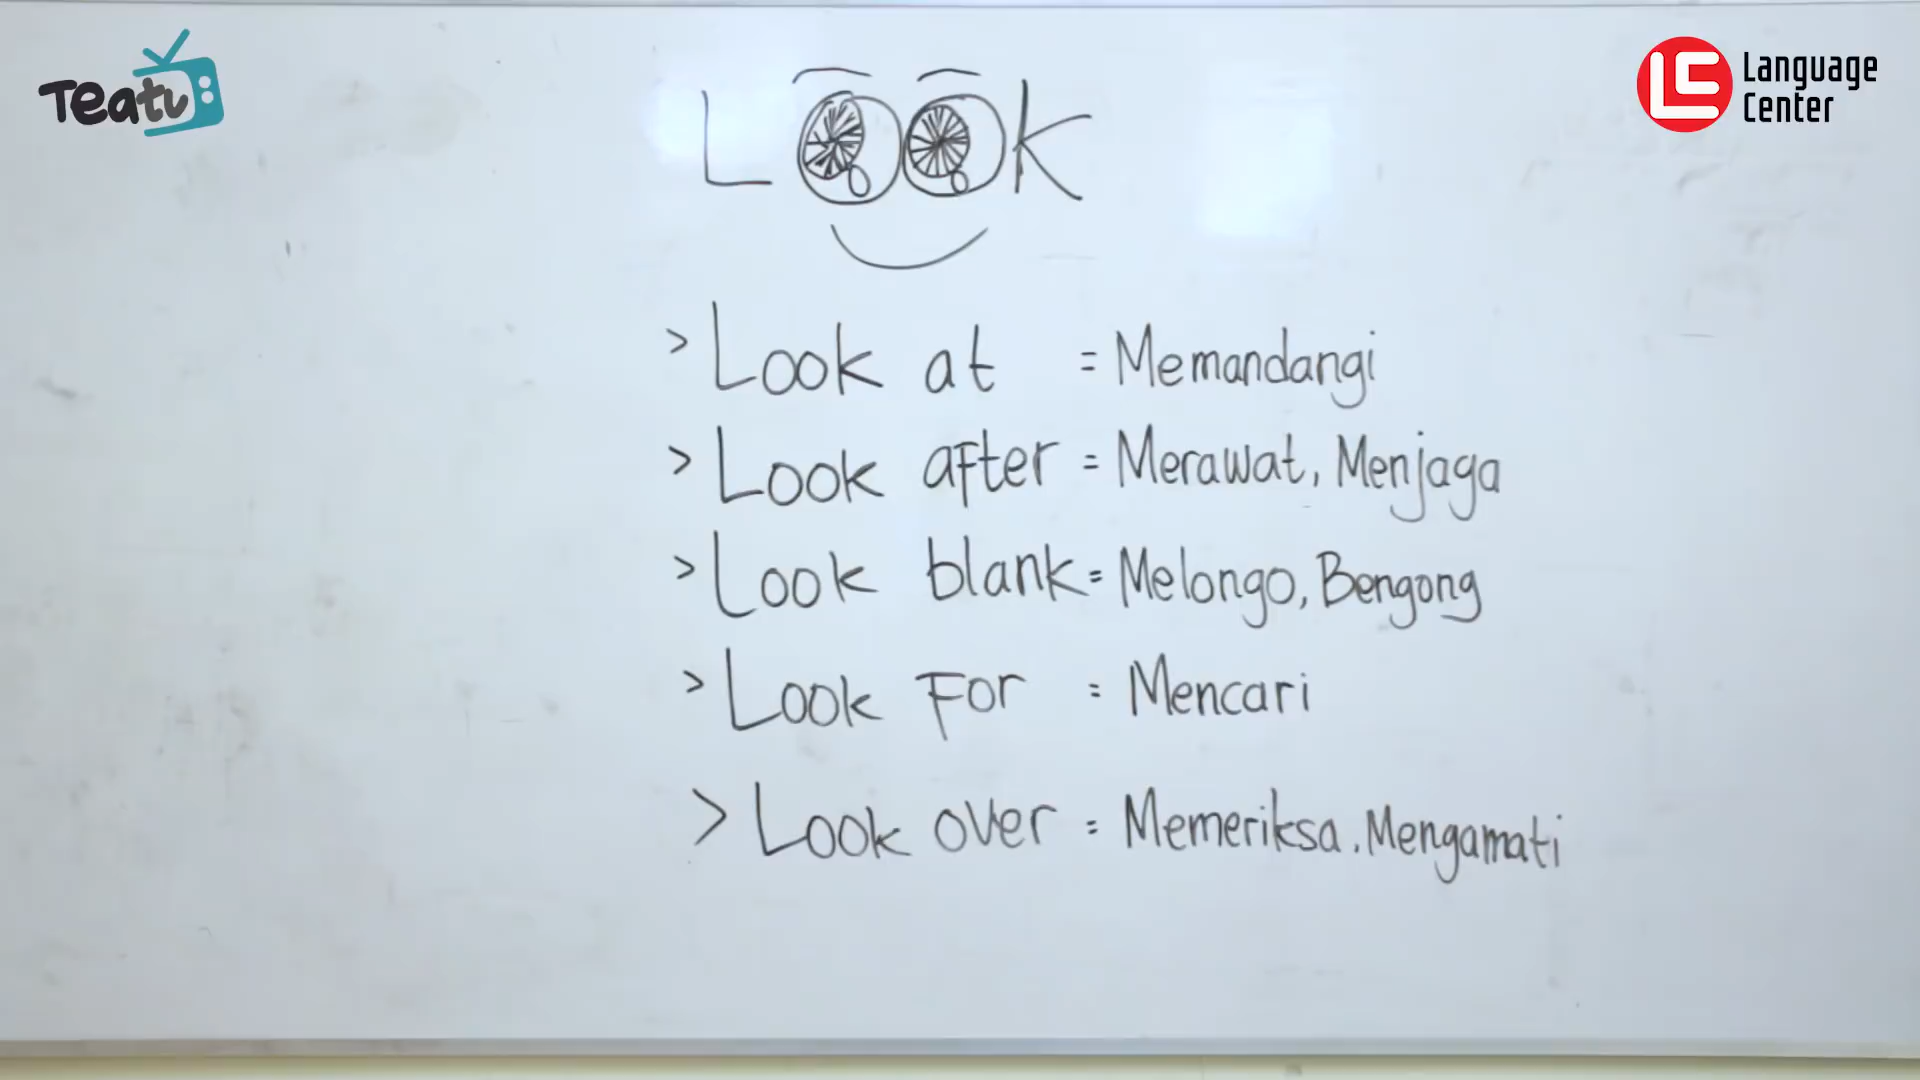 Teatv
Language
Center
LOOK
> Look at = Memandangi
> Look after = Merawat, Menjaga
> Look blank = Melongo, Bengong
> Look For = Mencari
> Look over = Memeriksa, Mengamati